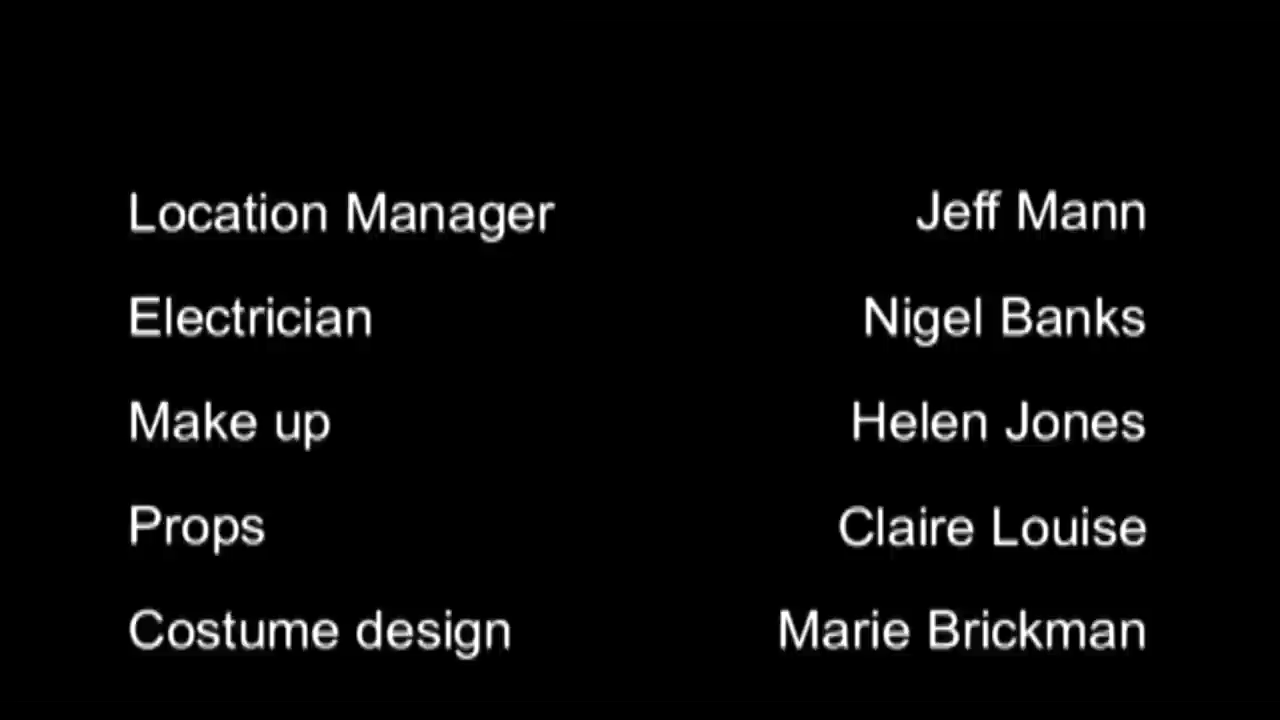 Location Manager Jeff Mann
Electrician Nigel Banks
Make up Helen Jones
Props Claire Louise
Costume design Marie Brickman